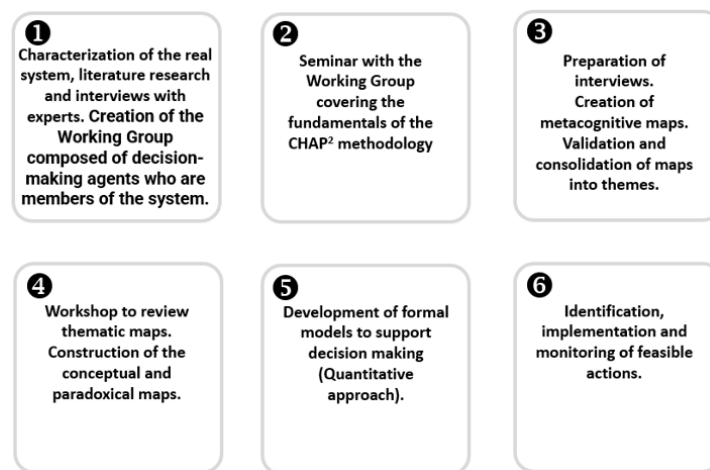 ❶
Characterization of the real
system, literature research
and interviews with
experts. Creation of the
Working Group
composed of decision-
making agents who are
members of the system.
❷
Seminar with the
Working Group
covering the
fundamentals of the
CHAP² methodology
❸
Preparation of
interviews.
Creation of
metacognitive maps.
Validation and
consolidation of maps
into themes.
❹
Workshop to review
thematic maps.
Construction of the
conceptual and
paradoxical maps.
❺
Development of formal
models to support
decision making
(Quantitative
approach).
❻
Identification,
implementation and
monitoring of feasible
actions.